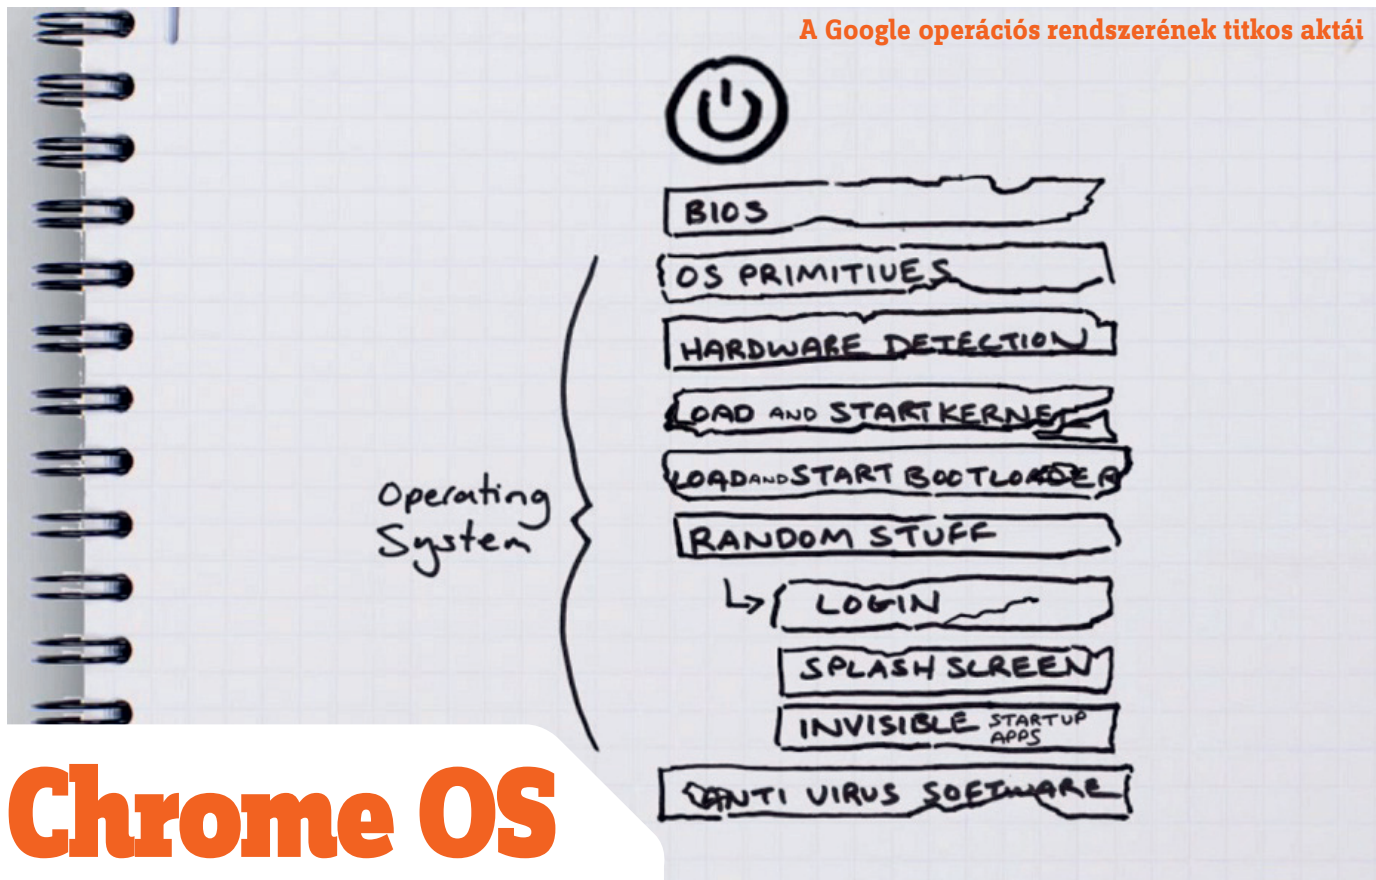 A Google operációs rendszerének titkos aktái
BIOS
OS PRIMITIVES
HARDWARE DETECTION
LOAD AND START KERNEL
LOAD AND START BOOTLOADER
RANDOM STUFF
LOGIN
SPLASH SCREEN
INVISIBLE STARTUP
APPS
ANTI VIRUS SOFTWARE
Operating
System
Chrome OS